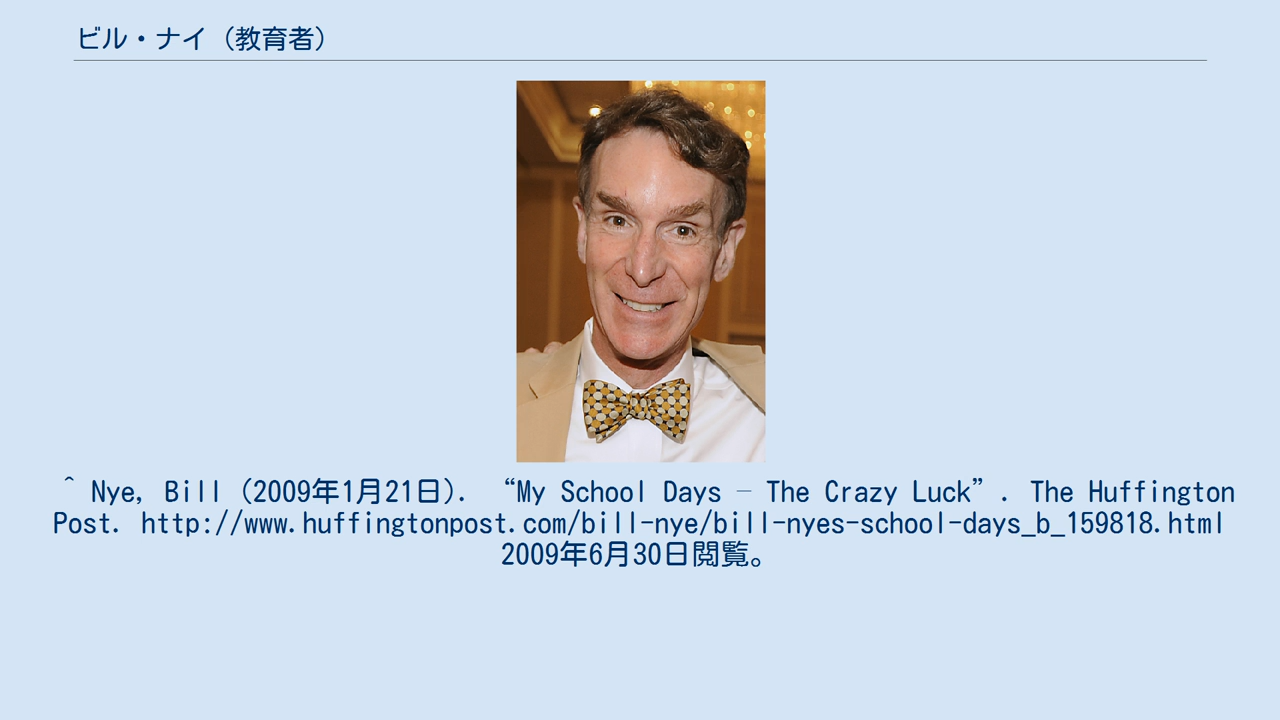 ビル・ナイ（教育者）
^ Nye, Bill (2009年1月21日). “My School Days – The Crazy Luck”. The Huffington
Post. http://www.huffingtonpost.com/bill-nye/bill-nyes-school-days_b_159818.html
2009年6月30日閲覧。